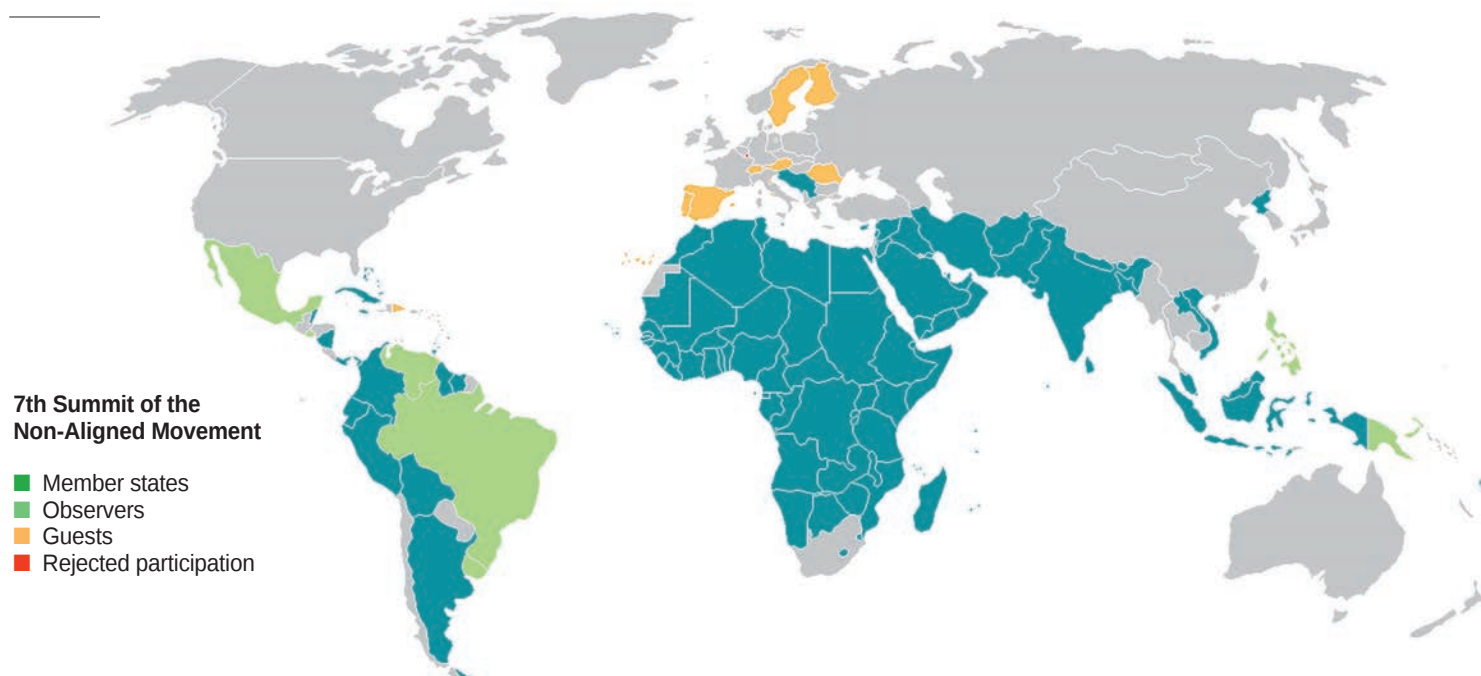 7th Summit of the
Non-Aligned Movement
Member states
Observers
Guests
Rejected participation